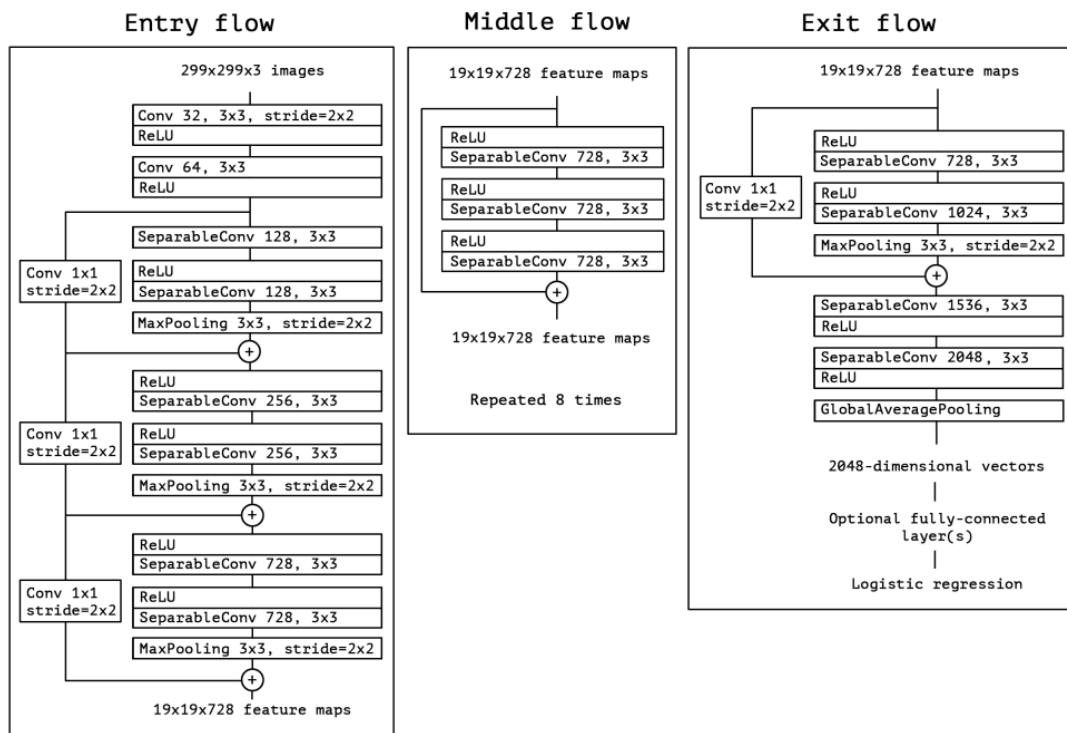 Entry flow
299x299x3 images
Conv 32, 3x3, stride=2x2
ReLU
Conv 64, 3x3
ReLU
SeparableConv 128, 3x3
Conv 1x1
stride=2x2
ReLU
SeparableConv 128, 3x3
MaxPooling 3x3, stride=2x2
+
ReLU
SeparableConv 256, 3x3
Conv 1x1
stride=2x2
ReLU
SeparableConv 256, 3x3
MaxPooling 3x3, stride=2x2
+
ReLU
SeparableConv 728, 3x3
Conv 1x1
stride=2x2
ReLU
SeparableConv 728, 3x3
MaxPooling 3x3, stride=2x2
+
19x19x728 feature maps
Middle flow
19x19x728 feature maps
ReLU
SeparableConv 728, 3x3
ReLU
SeparableConv 728, 3x3
ReLU
SeparableConv 728, 3x3
+
19x19x728 feature maps
Repeated 8 times
Exit flow
19x19x728 feature maps
ReLU
SeparableConv 728, 3x3
Conv 1x1
stride=2x2
ReLU
SeparableConv 1024, 3x3
MaxPooling 3x3, stride=2x2
+
SeparableConv 1536, 3x3
ReLU
SeparableConv 2048, 3x3
ReLU
GlobalAveragePooling
2048-dimensional vectors
Optional fully-connected
layer(s)
Logistic regression